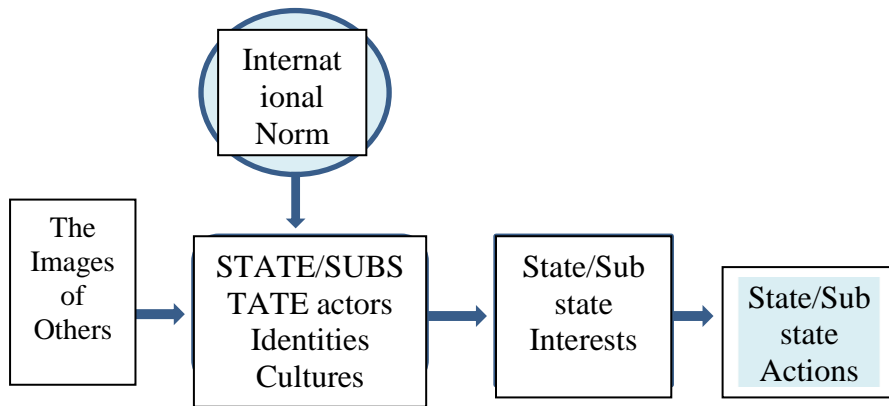 Internat
ional
Norm
The
Images
of
Others
STATE/SUBS
TATE actors
Identities
Cultures
State/Sub
state
Interests
State/Sub
state
Actions